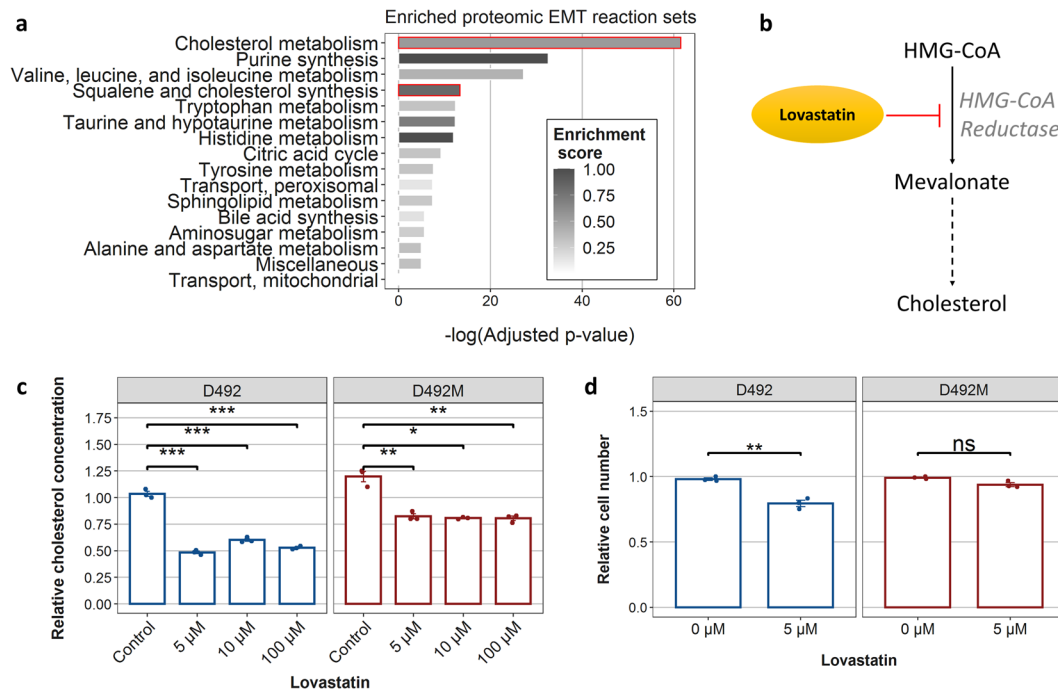 a
Enriched proteomic EMT reaction sets
Cholesterol metabolism
Purine synthesis
Valine, leucine, and isoleucine metabolism
Squalene and cholesterol synthesis
Tryptophan metabolism
Taurine and hypotaurine metabolism
Histidine metabolism
Citric acid cycle
Tyrosine metabolism
Transport, peroxisomal
Sphingolipid metabolism
Bile acid synthesis
Aminosugar metabolism
Alanine and aspartate metabolism
Miscellaneous
Transport, mitochondrial
Enrichment
score
1.00
0.75
0.50
0.25
0 20 40 60
-log(Adjusted p-value)
b
HMG-CoA
Lovastatin
HMG-CoA
Reductase
Mevalonate
Cholesterol
c
Relative cholesterol concentration
D492 D492M
1.75
1.50
1.25
1.00
0.75
0.50
0.25
0.00
***
***
***
**
*
**
Control 5 µM 10 µM 100 µM Control 5 µM 10 µM 100 µM
Lovastatin
d
Relative cell number
D492 D492M
1.5
1.0
0.5
0.0
** ns
0 µM 5 µM 0 µM 5 µM
Lovastatin